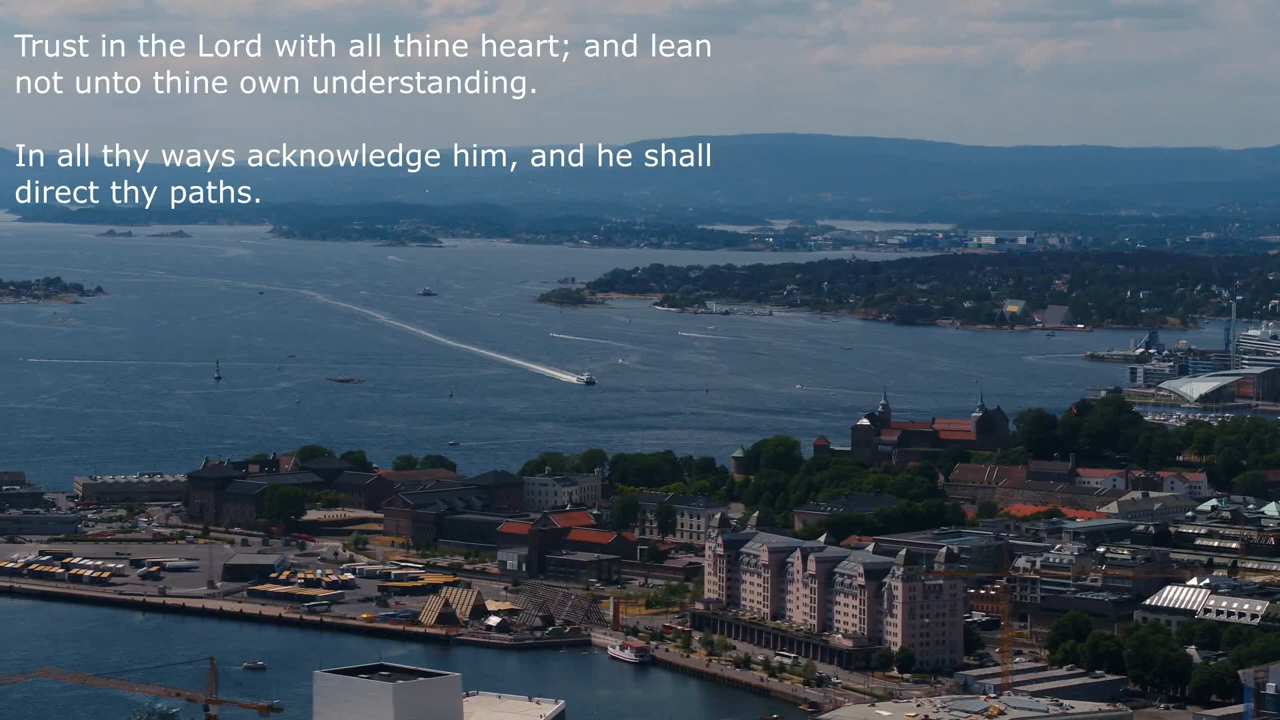 Trust in the Lord with all thine heart; and lean
not unto thine own understanding.
In all thy ways acknowledge him, and he shall
direct thy paths.